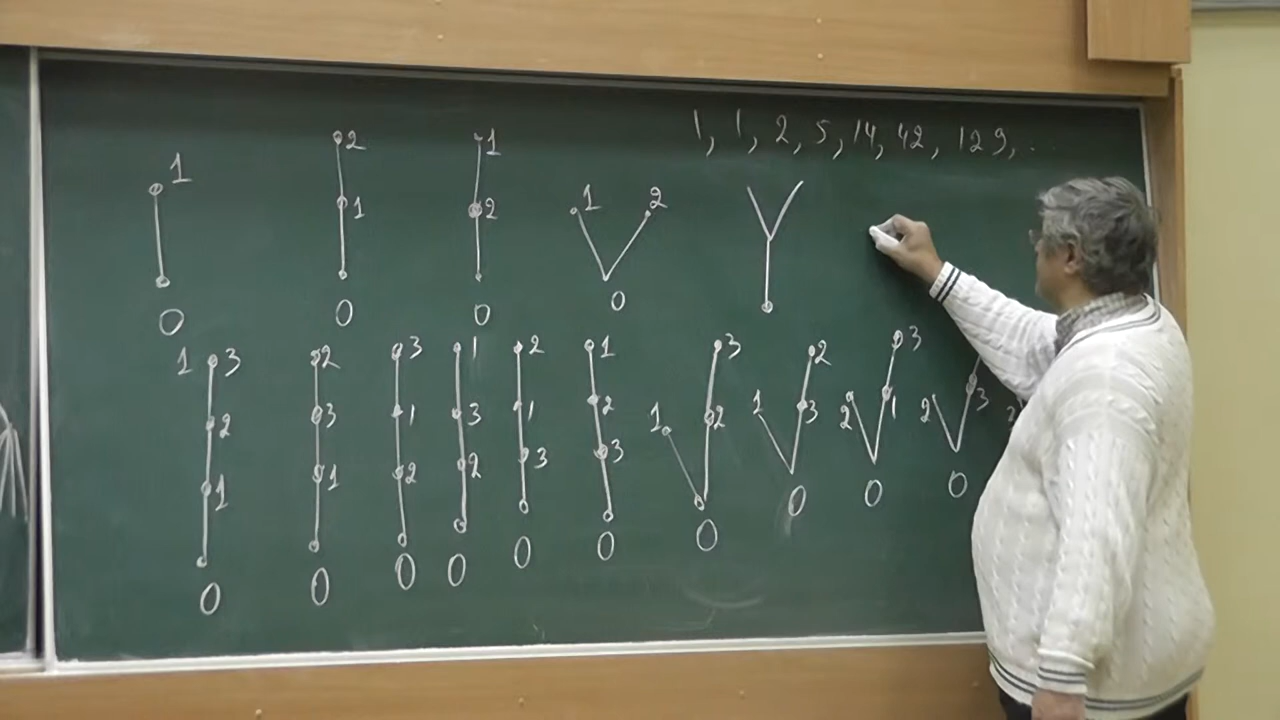 1, 1, 2, 5, 14, 42, 129, ...
1 2 1 1 2
1 2
0 0 0 0
1 3 2 3 1 2 1 3 2 3
2 3 1 3 1 2 1 2 1 3 2 1 2 3
1 1 2 2 3 3
0 0 0 0 0 0 0 0 0 0